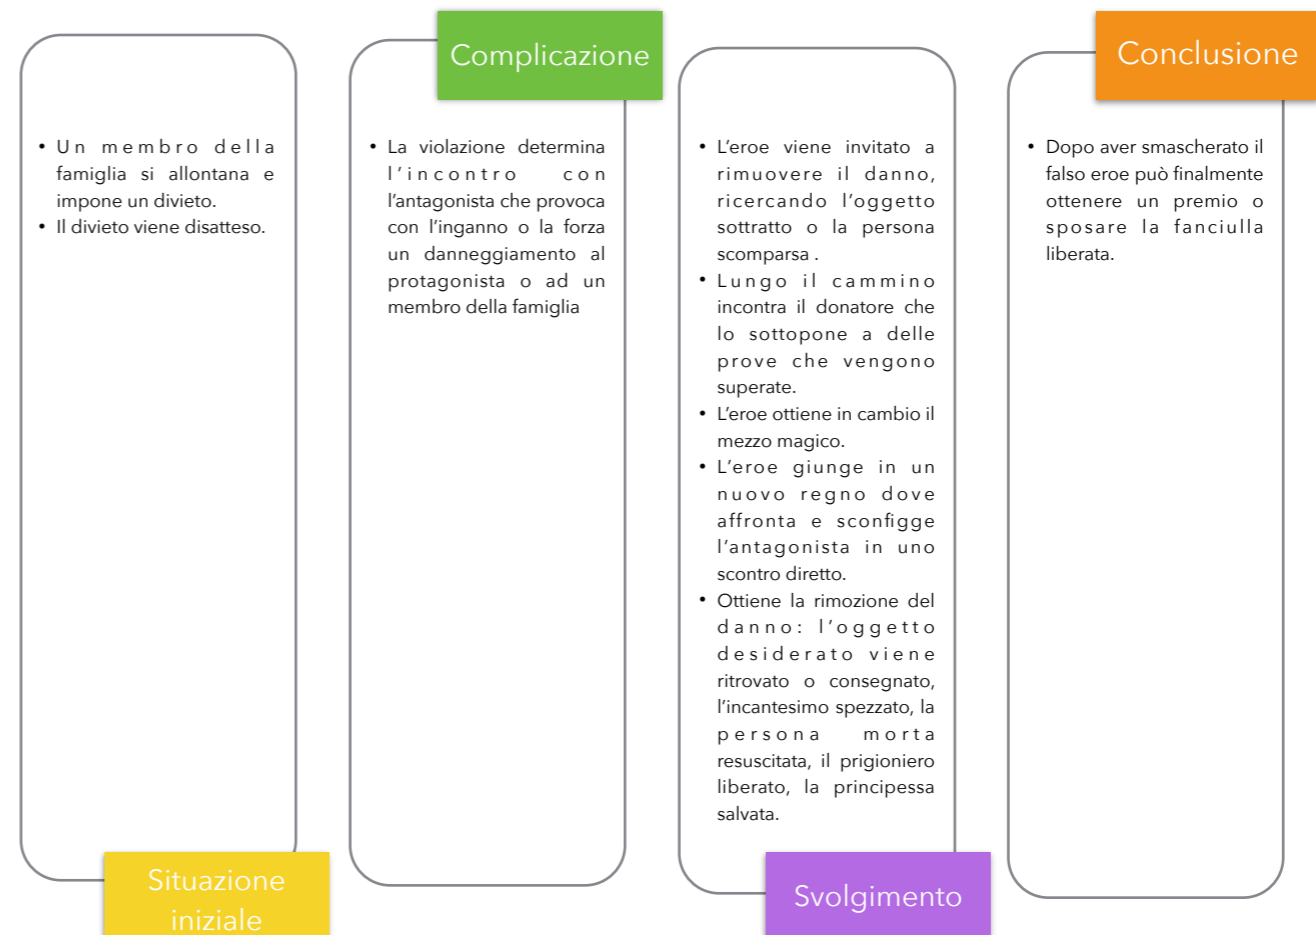 Situazione
iniziale
• Un membro della
famiglia si allontana e
impone un divieto.
• Il divieto viene disatteso.
Complicazione
• La violazione determina
l'incontro con
l'antagonista che provoca
con l'inganno o la forza
un danneggiamento al
protagonista o ad un
membro della famiglia
Svolgimento
• L'eroe viene invitato a
rimuovere il danno,
ricercando l'oggetto
sottratto o la persona
scomparsa .
• Lungo il cammino
incontra il donatore che
lo sottopone a delle
prove che vengono
superate.
• L'eroe ottiene in cambio il
mezzo magico.
• L'eroe giunge in un
nuovo regno dove
affronta e sconfigge
l'antagonista in uno
scontro diretto.
• Ottiene la rimozione del
danno: l'oggetto
desiderato viene
ritrovato o consegnato,
l'incantesimo spezzato, la
persona morta
resuscitata, il prigioniero
liberato, la principessa
salvata.
Conclusione
• Dopo aver smascherato il
falso eroe può finalmente
ottenere un premio o
sposare la fanciulla
liberata.